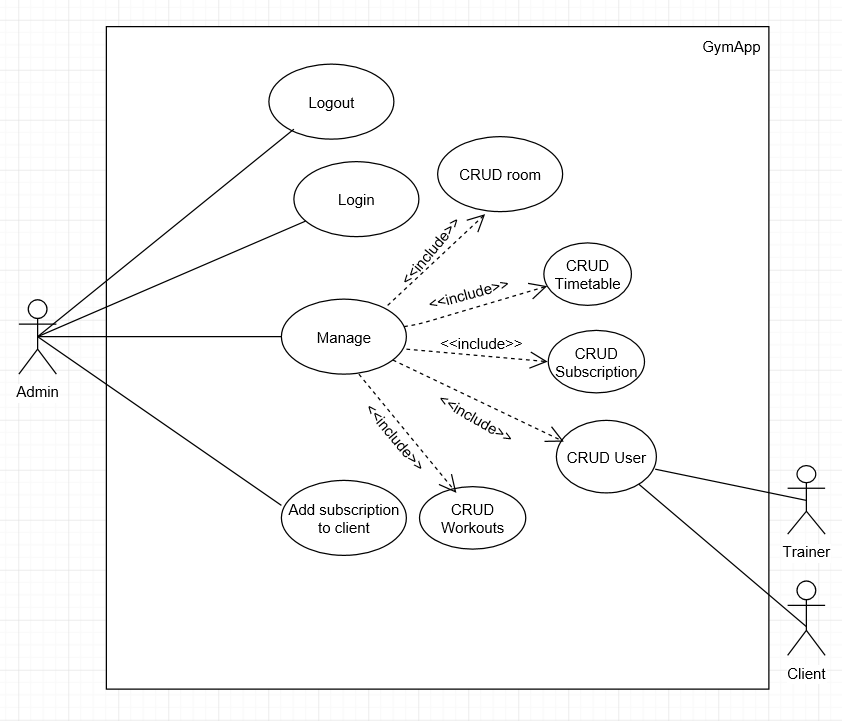 GymApp
Logout
CRUD room
Login
<<include>>
CRUD
Timetable
<<include>>
Manage
<<include>>
CRUD
Subscription
Admin
<<include>>
<<include>>
CRUD User
Add subscription
to client
CRUD
Workouts
Trainer
Client